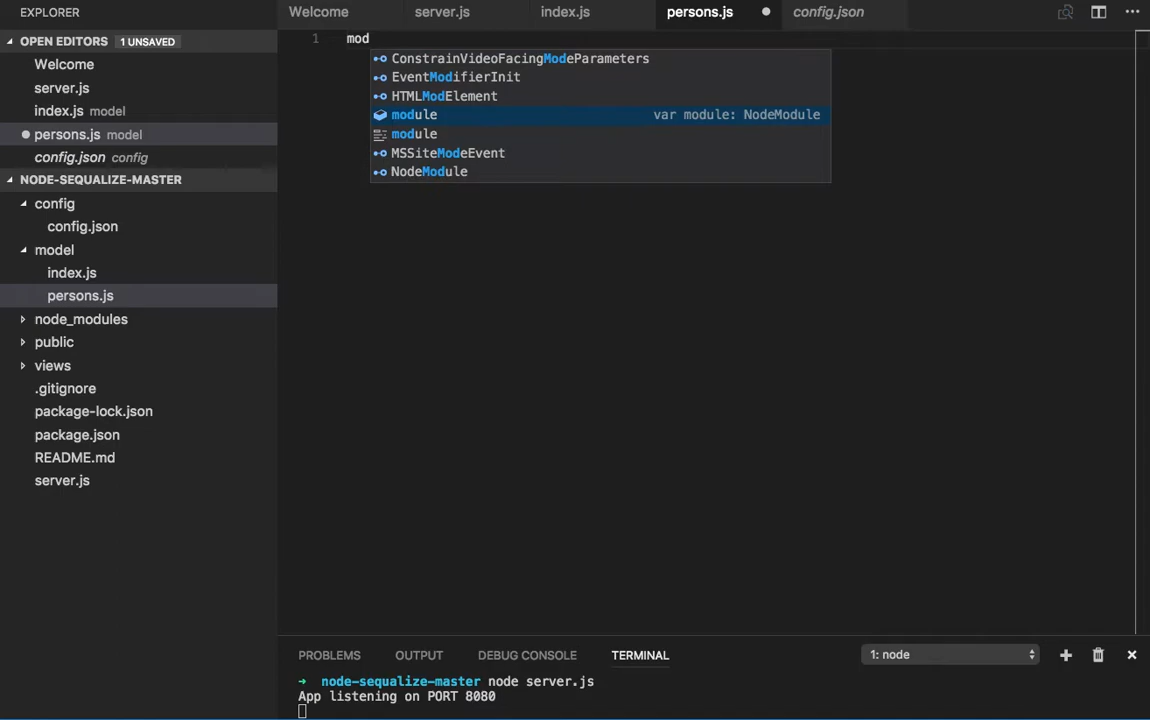 EXPLORER
OPEN EDITORS 1 UNSAVED
Welcome
server.js
index.js model
persons.js model
config.json config
NODE-SEQUALIZE-MASTER
config
config.json
model
index.js
persons.js
node_modules
public
views
.gitignore
package-lock.json
package.json
README.md
server.js
Welcome server.js index.js persons.js config.json
1 mod
ConstrainVideoFacingModeParameters
EventModifierInit
HTMLModElement
module var module: NodeModule
module
MSSiteModeEvent
NodeModule
PROBLEMS OUTPUT DEBUG CONSOLE TERMINAL 1: node
➜ node-sequalize-master node server.js
App listening on PORT 8080